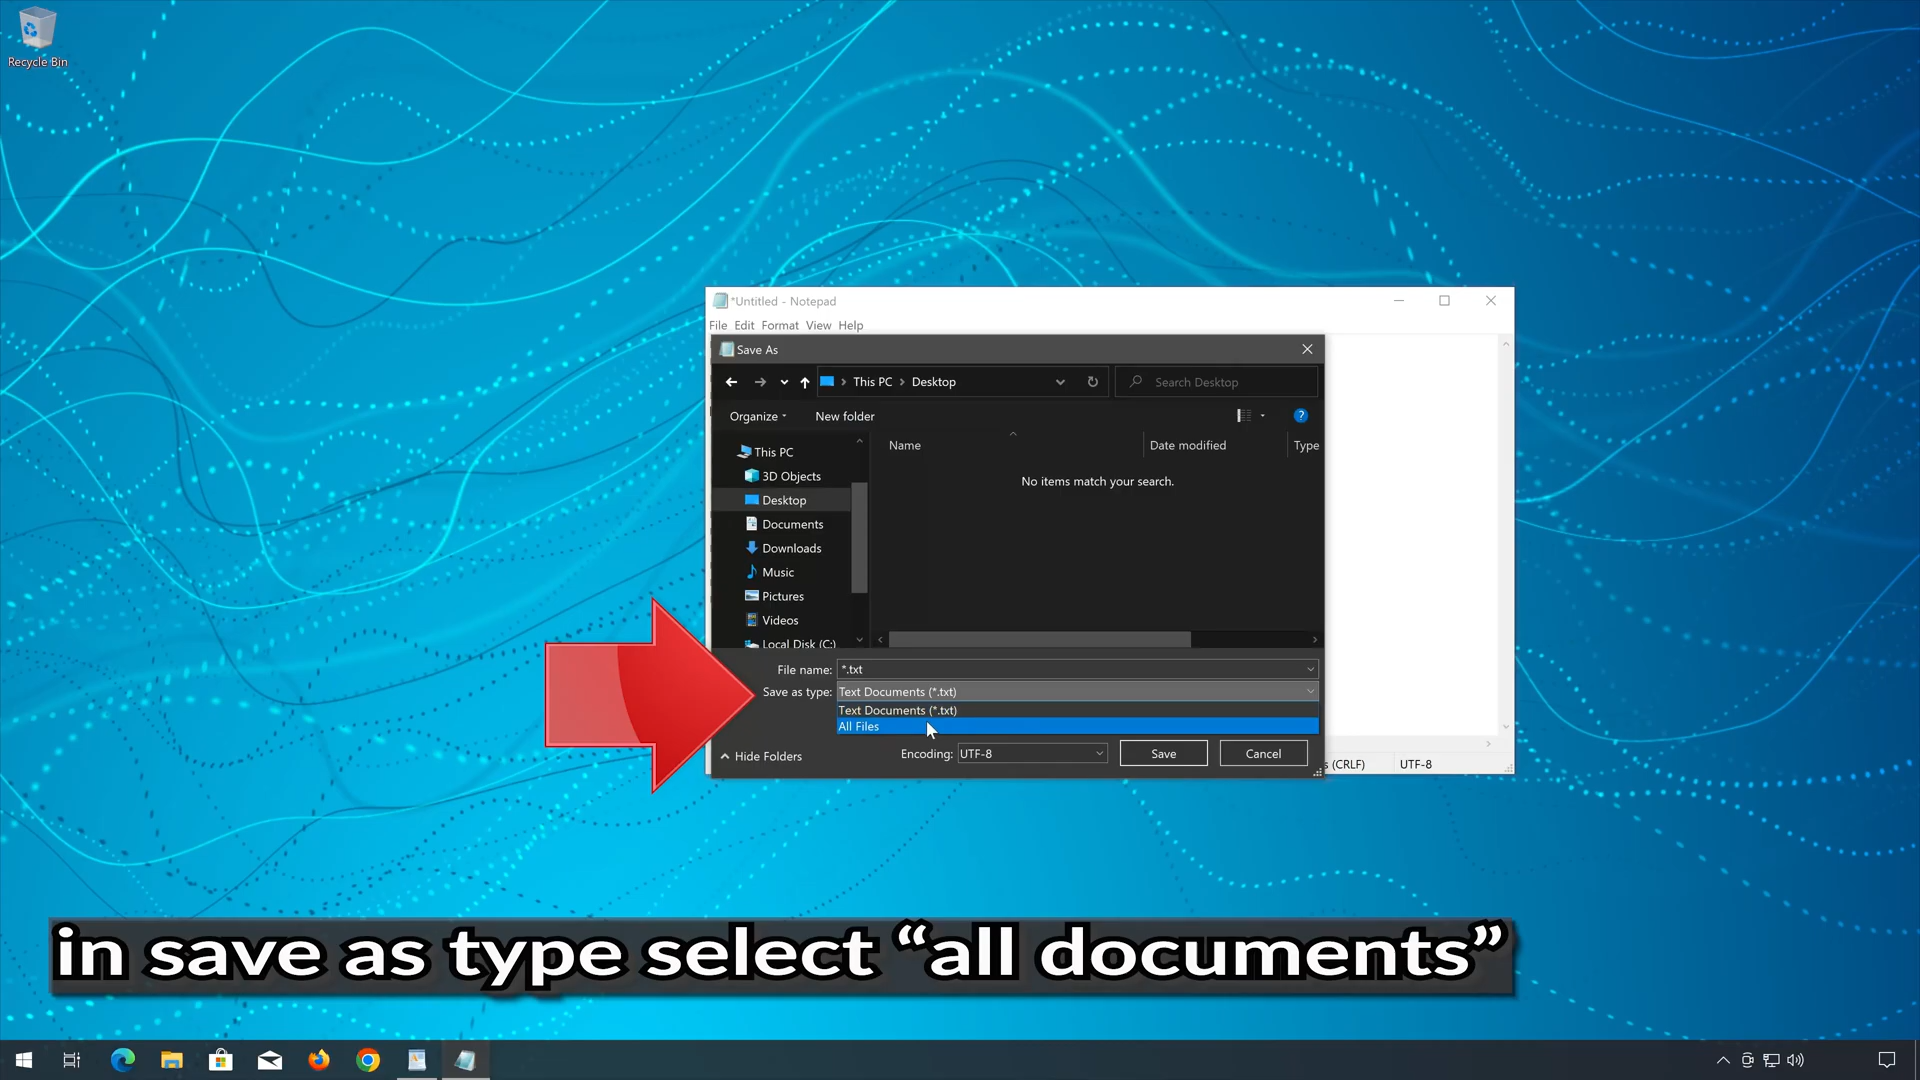 Recycle Bin
*Untitled - Notepad
File Edit Format View Help
Save As
This PC Desktop
Search Desktop
Organize New folder
Name Date modified Type
No items match your search.
This PC
3D Objects
Desktop
Documents
Downloads
Music
Pictures
Videos
Local Disk (C:)
File name: *.txt
Save as type: Text Documents (*.txt)
Text Documents (*.txt)
All Files
Hide Folders Encoding: UTF-8 Save Cancel
s (CRLF) UTF-8
in save as type select “all documents”